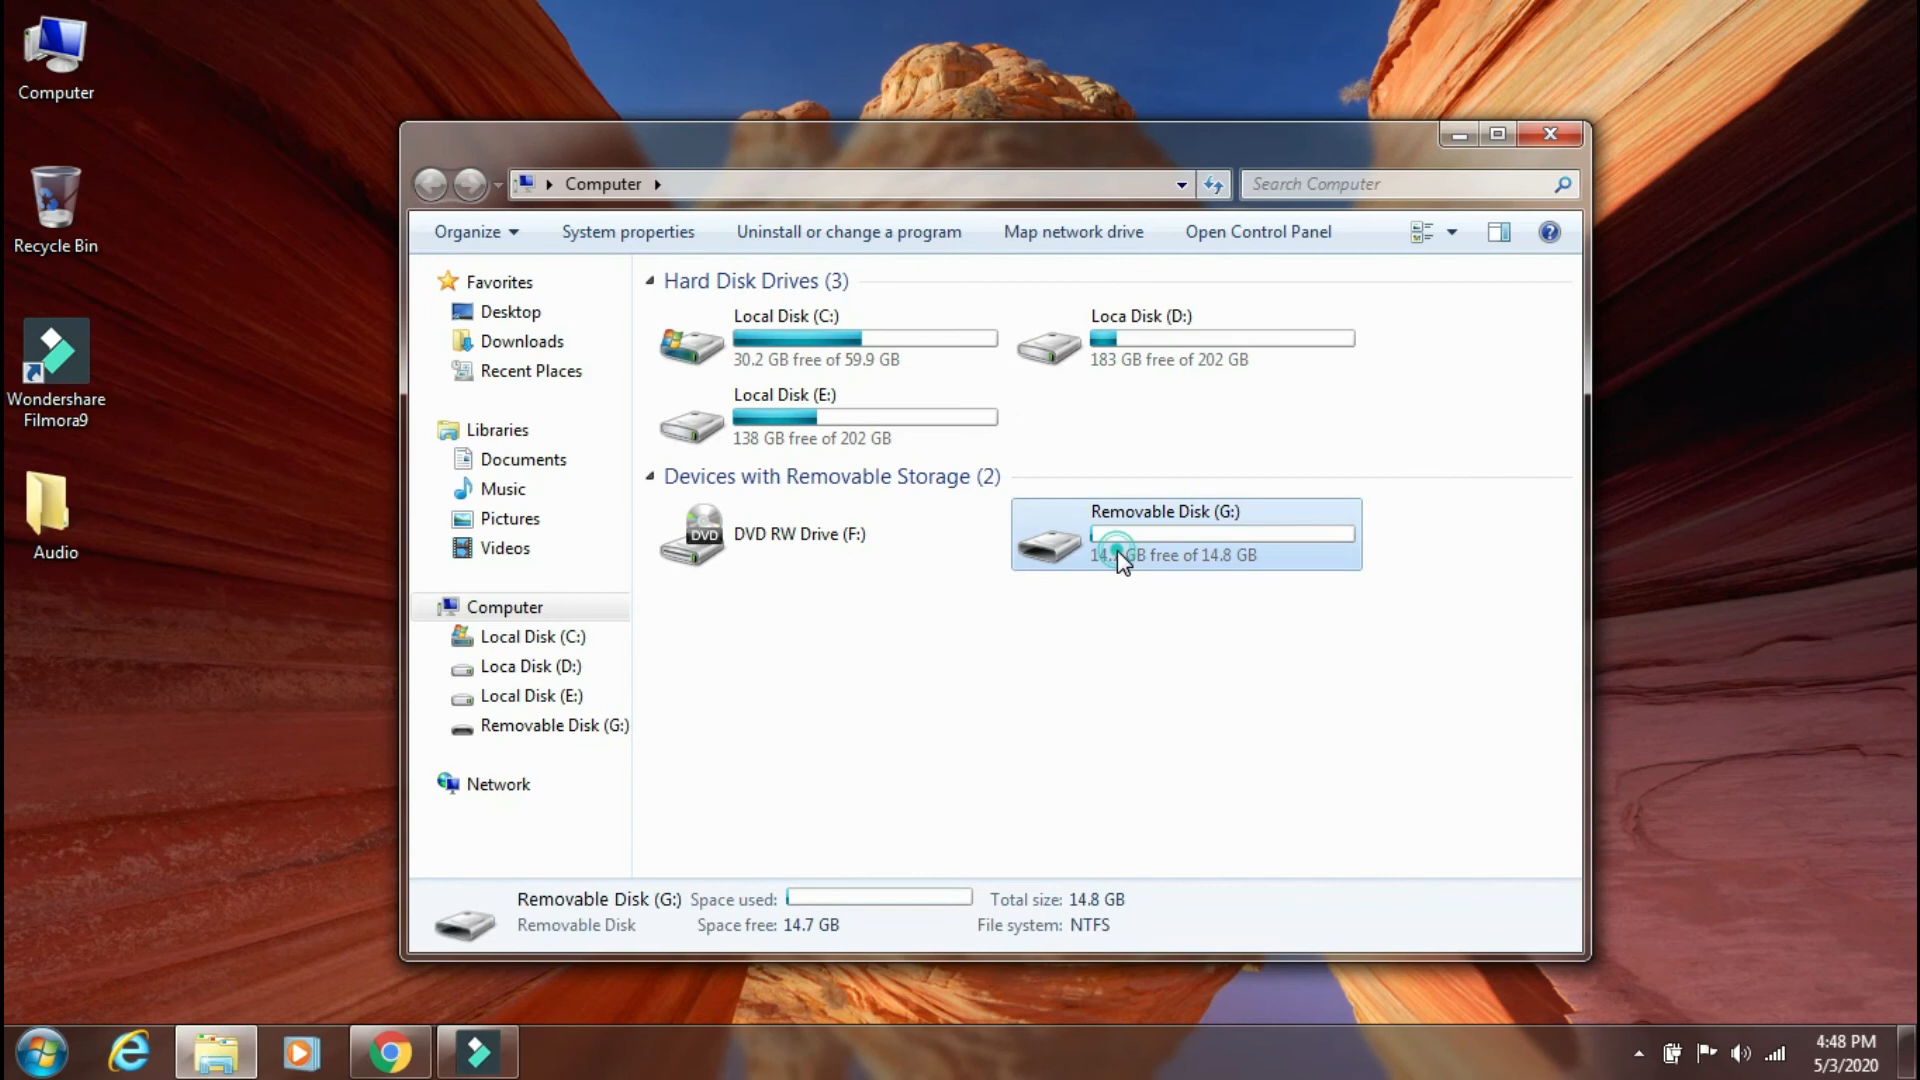 Computer
Recycle Bin
Wondershare
Filmora9
Audio
Computer
Search Computer
Organize
System properties
Uninstall or change a program
Map network drive
Open Control Panel
Favorites
Desktop
Downloads
Recent Places
Libraries
Documents
Music
Pictures
Videos
Computer
Local Disk (C:)
Loca Disk (D:)
Local Disk (E:)
Removable Disk (G:)
Network
Hard Disk Drives (3)
Local Disk (C:)
30.2 GB free of 59.9 GB
Loca Disk (D:)
183 GB free of 202 GB
Local Disk (E:)
138 GB free of 202 GB
Devices with Removable Storage (2)
DVD
DVD RW Drive (F:)
Removable Disk (G:)
GB free of 14.8 GB
Removable Disk (G:) Space used: Total size: 14.8 GB
Removable Disk Space free: 14.7 GB File system: NTFS
4:48 PM
5/3/2020